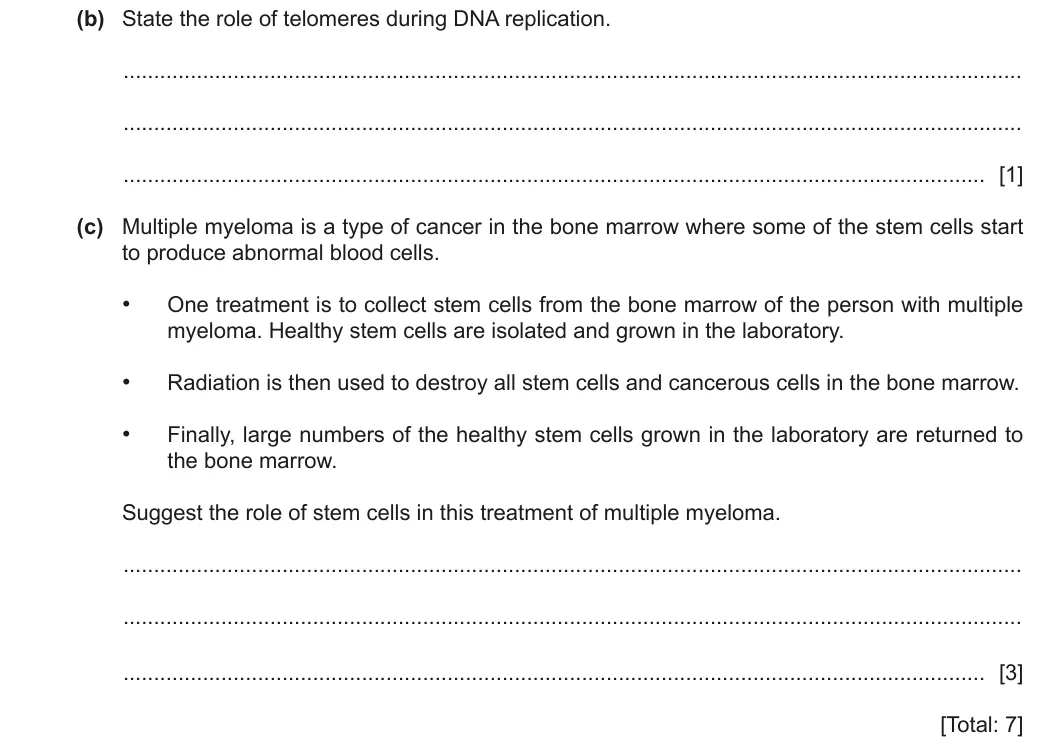 (b) State the role of telomeres during DNA replication.
..........................................................................................................................................................
..........................................................................................................................................................
.................................................................................................................................................... [1]
(c) Multiple myeloma is a type of cancer in the bone marrow where some of the stem cells start
to produce abnormal blood cells.
• One treatment is to collect stem cells from the bone marrow of the person with multiple
myeloma. Healthy stem cells are isolated and grown in the laboratory.
• Radiation is then used to destroy all stem cells and cancerous cells in the bone marrow.
• Finally, large numbers of the healthy stem cells grown in the laboratory are returned to
the bone marrow.
Suggest the role of stem cells in this treatment of multiple myeloma.
..........................................................................................................................................................
..........................................................................................................................................................
.................................................................................................................................................... [3]
[Total: 7]